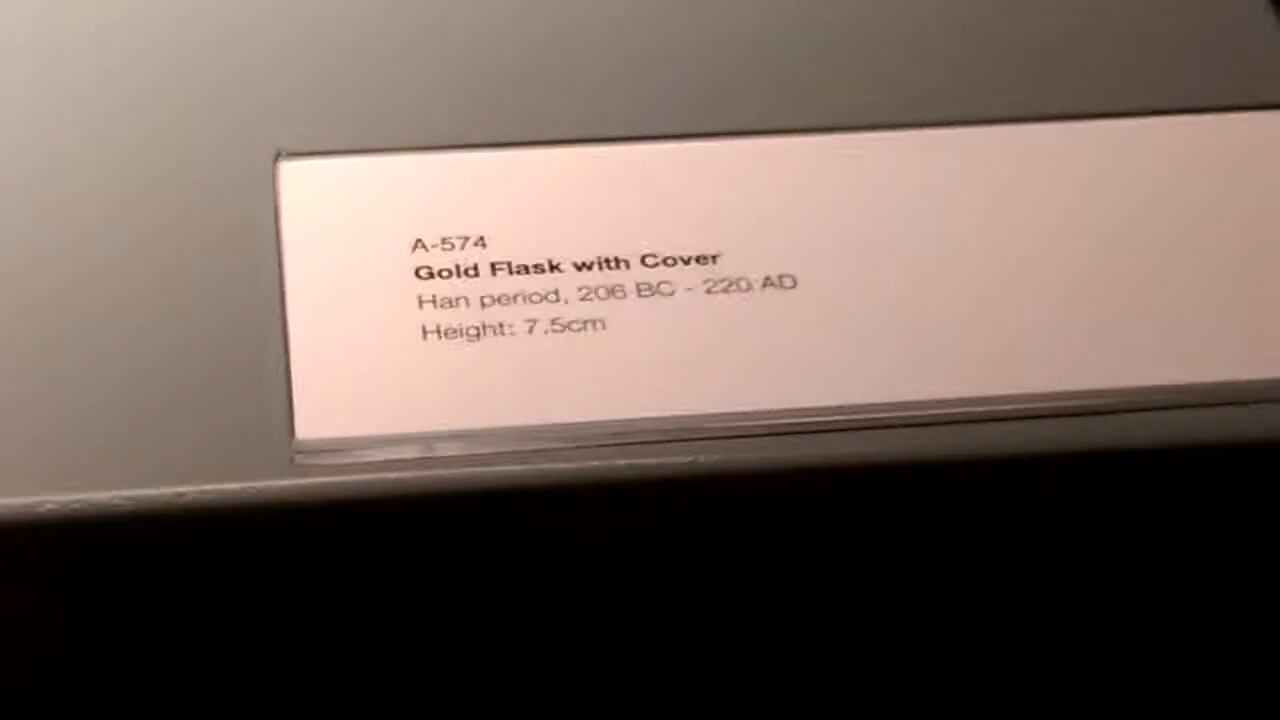 A-574
Gold Flask with Cover
Han period, 206 BC - 220 AD
Height: 7.5cm